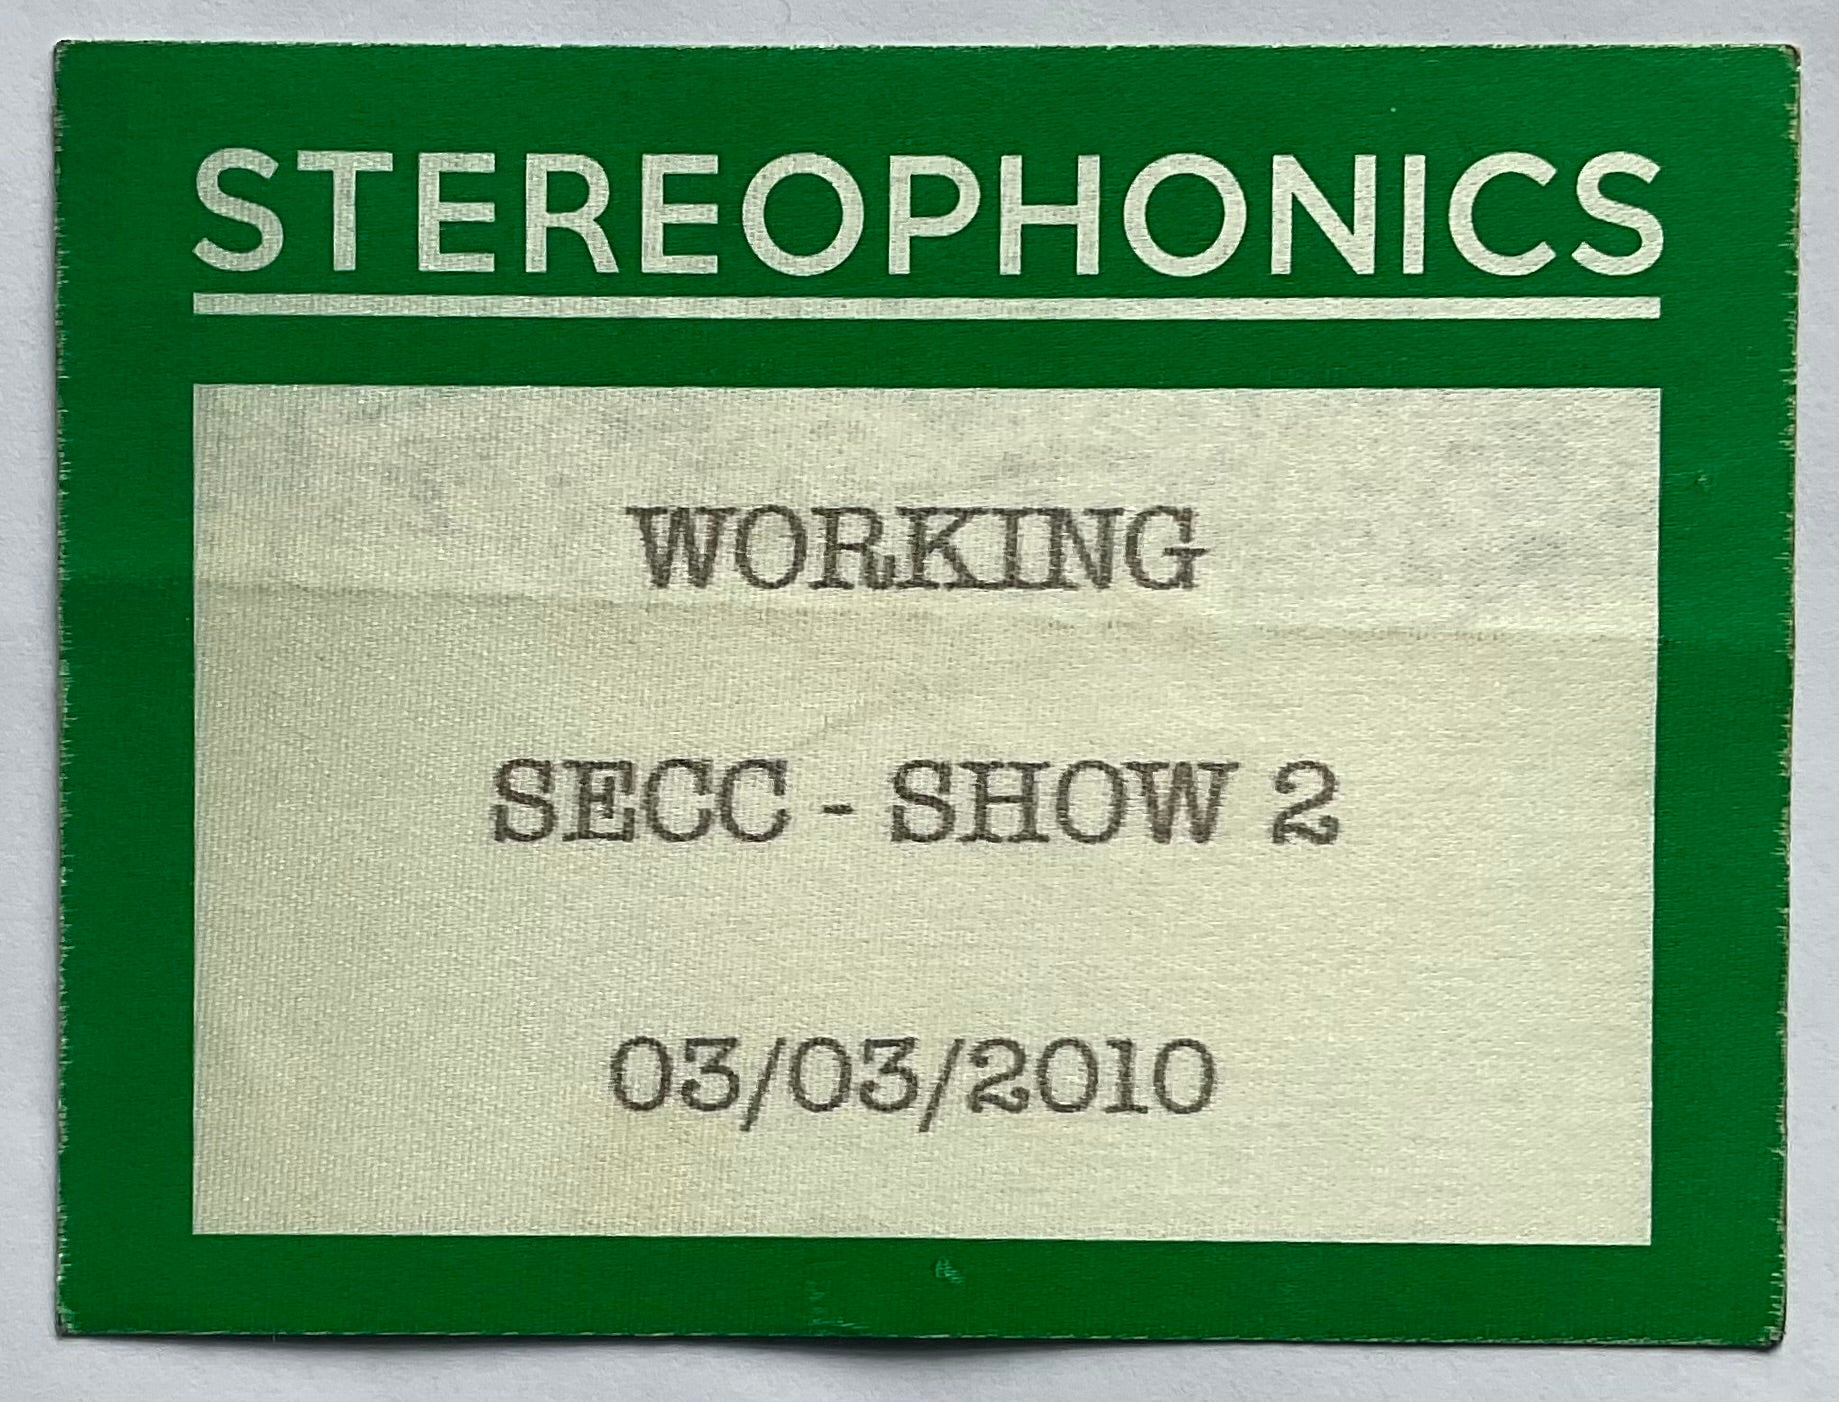 STEREOPHONICS
WORKING
SECC - SHOW 2
03/03/2010